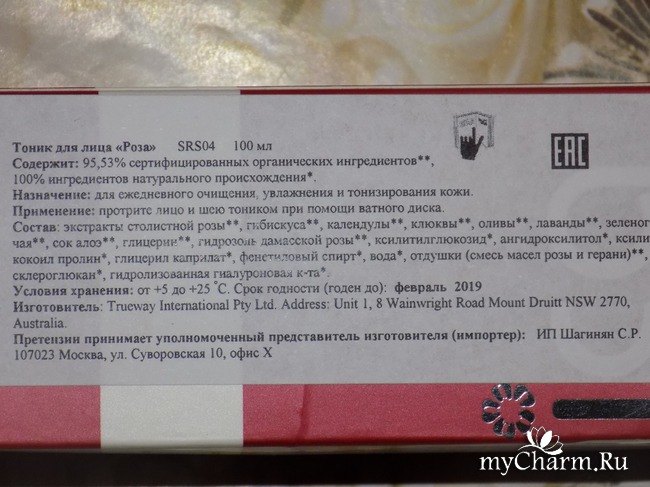 Тоник для лица «Роза» SRS04 100 мл
Содержит: 95,53% сертифицированных органических ингредиентов**,
100% ингредиентов натурального происхождения*.
Назначение: для ежедневного очищения, увлажнения и тонизирования кожи.
Применение: протрите лицо и шею тоником при помощи ватного диска.
Состав: экстракты столистной розы**, гибискуса**, календулы**, клюквы**, оливы**, лаванды**, зеленог
чая**, сок алоэ**, глицерин**, гидрозоль дамасской розы**, ксилитилглюкозид*, ангидроксилитол*, ксили
кокоил пролин*, глицерил каприлат*, фенетиловый спирт*, вода*, отдушки (смесь масел розы и герани)**,
склероглюкан*, гидролизованная гиалуроновая к-та*.
Условия хранения: от +5 до +25 ˚С. Срок годности (годен до): февраль 2019
Изготовитель: Trueway International Pty Ltd. Address: Unit 1, 8 Wainwright Road Mount Druitt NSW 2770,
Australia.
Претензии принимает уполномоченный представитель изготовителя (импортер): ИП Шагинян С.Р.
107023 Москва, ул. Суворовская 10, офис X
EAC
myCharm.Ru